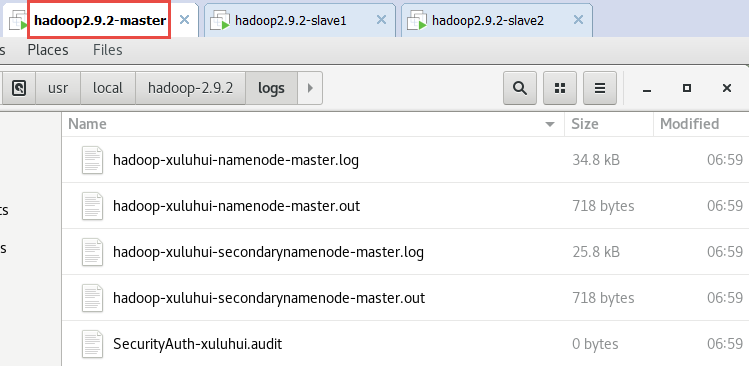 hadoop2.9.2-master hadoop2.9.2-slave1 hadoop2.9.2-slave2
Places Files
usr local hadoop-2.9.2 logs
Name Size Modified
hadoop-xuluhui-namenode-master.log 34.8 kB 06:59
hadoop-xuluhui-namenode-master.out 718 bytes 06:59
hadoop-xuluhui-secondarynamenode-master.log 25.8 kB 06:59
hadoop-xuluhui-secondarynamenode-master.out 718 bytes 06:59
SecurityAuth-xuluhui.audit 0 bytes 06:59